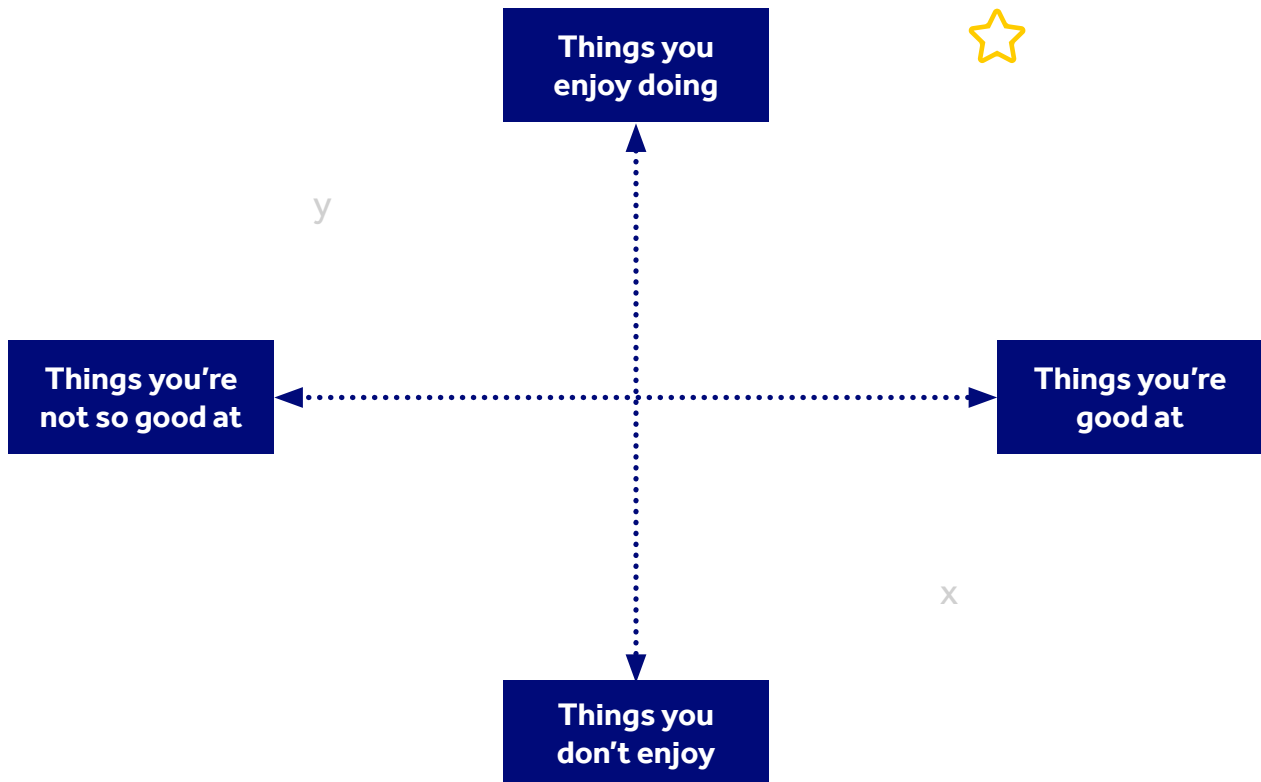 Things you
enjoy doing
y
Things you’re
not so good at
Things you’re
good at
x
Things you
don’t enjoy